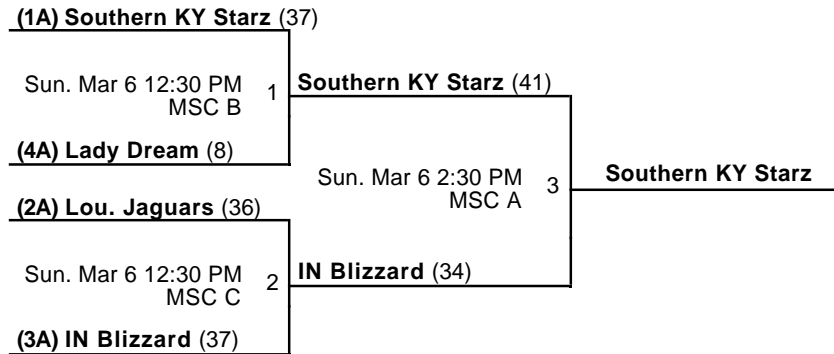 (1A) Southern KY Starz (37)
Sun. Mar 6 12:30 PM
MSC B
1
Southern KY Starz (41)
(4A) Lady Dream (8)
Sun. Mar 6 2:30 PM
MSC A
3
Southern KY Starz
(2A) Lou. Jaguars (36)
Sun. Mar 6 12:30 PM
MSC C
2
IN Blizzard (34)
(3A) IN Blizzard (37)